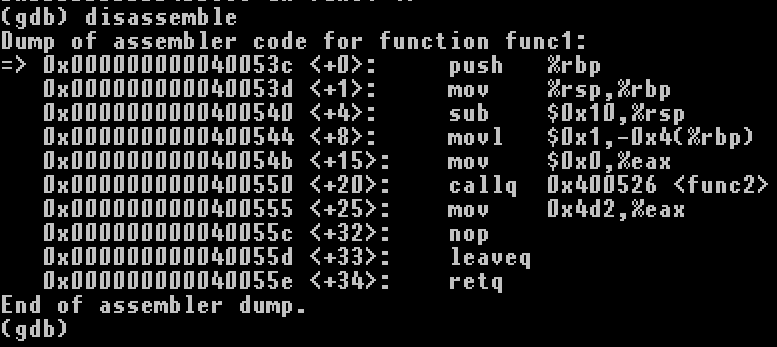 (gdb) disassemble
Dump of assembler code for function func1:
=> 0x000000000040053c <+0>:     push   %rbp
   0x000000000040053d <+1>:     mov    %rsp,%rbp
   0x0000000000400540 <+4>:     sub    $0x10,%rsp
   0x0000000000400544 <+8>:     movl   $0x1,-0x4(%rbp)
   0x000000000040054b <+15>:    mov    $0x0,%eax
   0x0000000000400550 <+20>:    callq  0x400526 <func2>
   0x0000000000400555 <+25>:    mov    0x4d2,%eax
   0x000000000040055c <+32>:    nop
   0x000000000040055d <+33>:    leaveq
   0x000000000040055e <+34>:    retq
End of assembler dump.
(gdb)